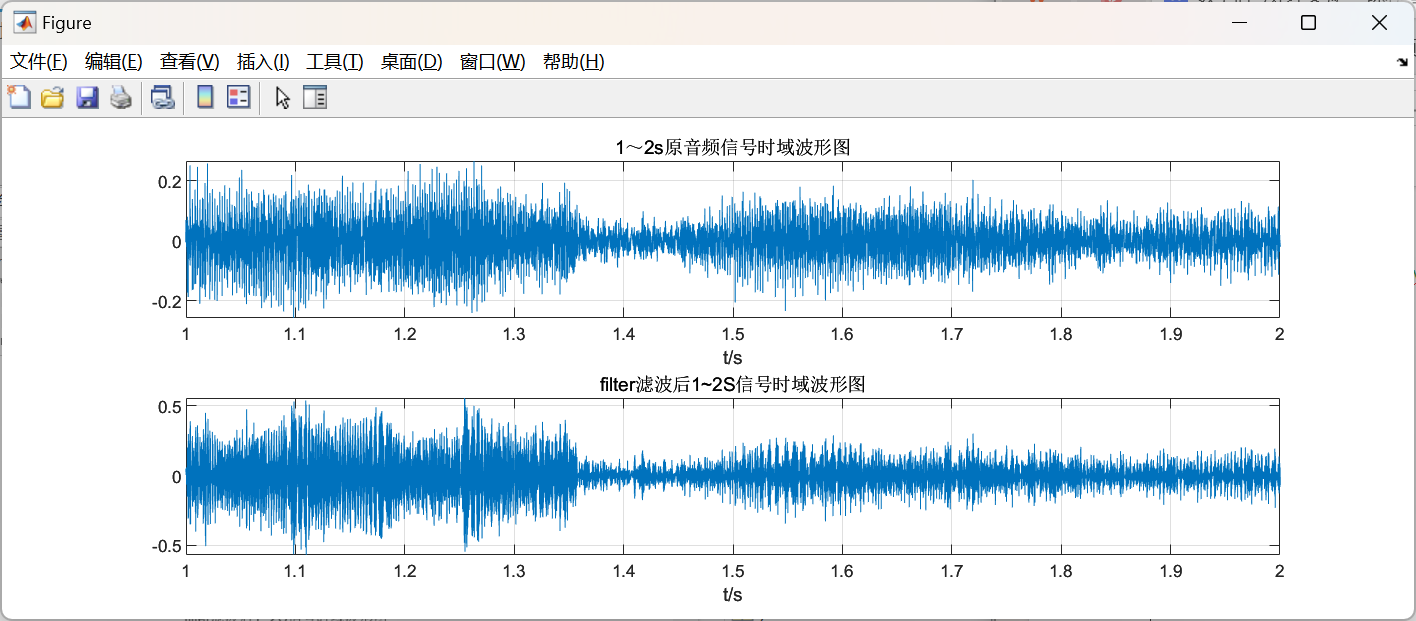 Figure
文件(F) 编辑(E) 查看(V) 插入(I) 工具(T) 桌面(D) 窗口(W) 帮助(H)
1～2s原音频信号时域波形图
0.2
0
-0.2
1 1.1 1.2 1.3 1.4 1.5 1.6 1.7 1.8 1.9 2
t/s
filter滤波后1~2S信号时域波形图
0.5
0
-0.5
1 1.1 1.2 1.3 1.4 1.5 1.6 1.7 1.8 1.9 2
t/s